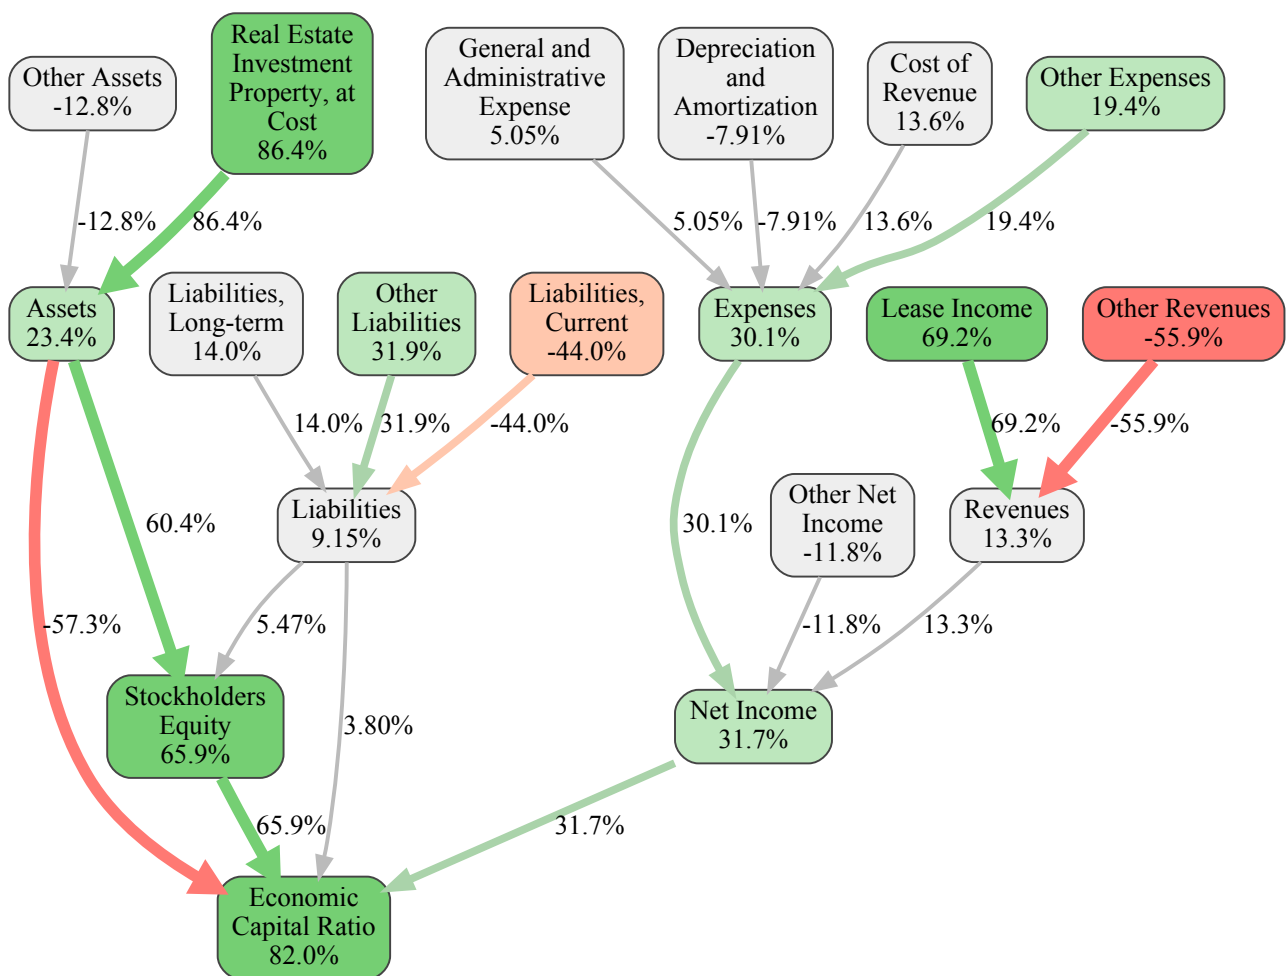 Other Assets
-12.8%
Real Estate
Investment
Property, at
Cost
86.4%
General and
Administrative
Expense
5.05%
Depreciation
and
Amortization
-7.91%
Cost of
Revenue
13.6%
Other Expenses
19.4%
-12.8%
86.4%
5.05%
-7.91%
13.6%
19.4%
Assets
23.4%
Liabilities,
Long-term
14.0%
Other
Liabilities
31.9%
Liabilities,
Current
-44.0%
Expenses
30.1%
Lease Income
69.2%
Other Revenues
-55.9%
14.0%
31.9%
-44.0%
69.2%
-55.9%
60.4%
Liabilities
9.15%
30.1%
Other Net
Income
-11.8%
Revenues
13.3%
-57.3%
5.47%
-11.8%
13.3%
Stockholders
Equity
65.9%
3.80%
Net Income
31.7%
65.9%
31.7%
Economic
Capital Ratio
82.0%